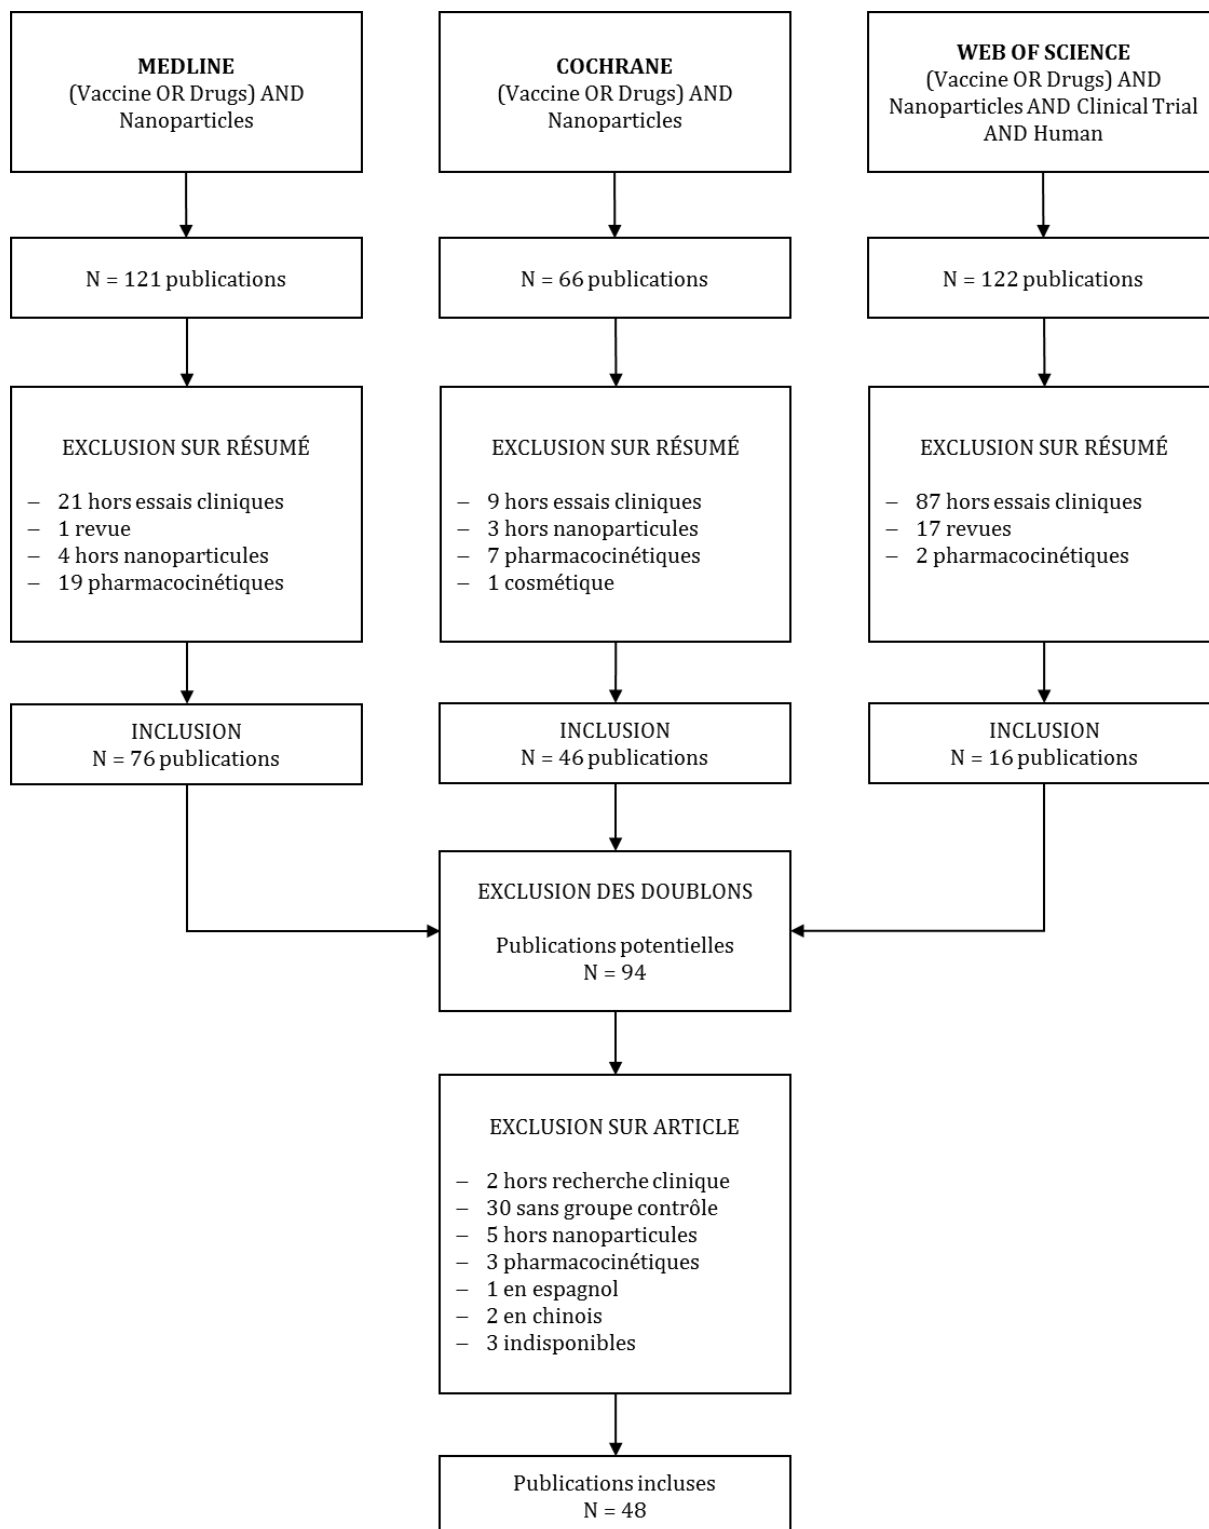 MEDLINE
(Vaccine OR Drugs) AND
Nanoparticles
COCHRANE
(Vaccine OR Drugs) AND
Nanoparticles
WEB OF SCIENCE
(Vaccine OR Drugs) AND
Nanoparticles AND Clinical Trial
AND Human
N = 121 publications
N = 66 publications
N = 122 publications
EXCLUSION SUR RÉSUMÉ
– 21 hors essais cliniques
– 1 revue
– 4 hors nanoparticules
– 19 pharmacocinétiques
EXCLUSION SUR RÉSUMÉ
– 9 hors essais cliniques
– 3 hors nanoparticules
– 7 pharmacocinétiques
– 1 cosmétique
EXCLUSION SUR RÉSUMÉ
– 87 hors essais cliniques
– 17 revues
– 2 pharmacocinétiques
INCLUSION
N = 76 publications
INCLUSION
N = 46 publications
INCLUSION
N = 16 publications
EXCLUSION DES DOUBLONS
Publications potentielles
N = 94
EXCLUSION SUR ARTICLE
– 2 hors recherche clinique
– 30 sans groupe contrôle
– 5 hors nanoparticules
– 3 pharmacocinétiques
– 1 en espagnol
– 2 en chinois
– 3 indisponibles
Publications incluses
N = 48